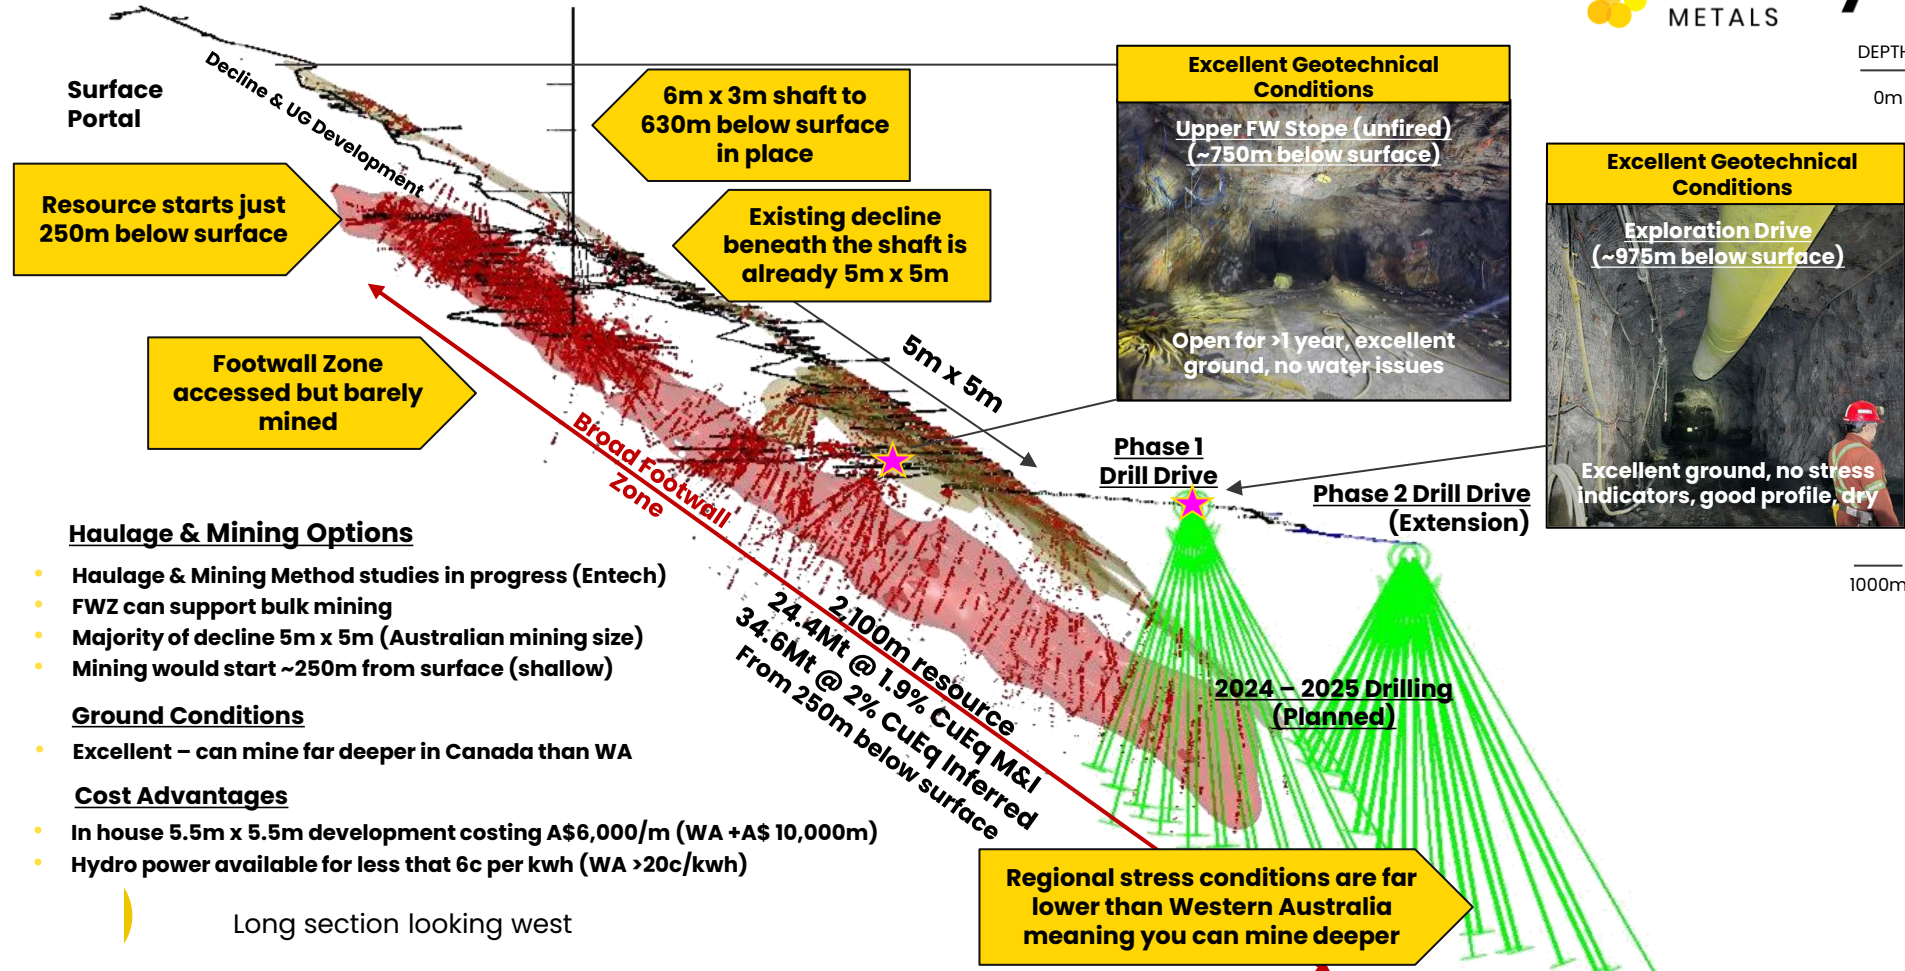 METALS
DEPTH
0m
1000m
Surface
Portal
Decline & UG Development
6m x 3m shaft to
630m below surface
in place
Resource starts just
250m below surface
Existing decline
beneath the shaft is
already 5m x 5m
Footwall Zone
accessed but barely
mined
5m x 5m
Broad Footwall
Zone
Excellent Geotechnical
Conditions
Upper FW Stope (unfired)
(~750m below surface)
Open for >1 year, excellent
ground, no water issues
Excellent Geotechnical
Conditions
Exploration Drive
(~975m below surface)
Excellent ground, no stress
indicators, good profile, dry
Phase 1
Drill Drive
Phase 2 Drill Drive
(Extension)
2024 – 2025 Drilling
(Planned)
2,100m resource
24.4Mt @ 1.9% CuEq M&I
34.6Mt @ 2% CuEq Inferred
From 250m below surface
Haulage & Mining Options
• Haulage & Mining Method studies in progress (Entech)
• FWZ can support bulk mining
• Majority of decline 5m x 5m (Australian mining size)
• Mining would start ~250m from surface (shallow)
Ground Conditions
• Excellent – can mine far deeper in Canada than WA
Cost Advantages
• In house 5.5m x 5.5m development costing A$6,000/m (WA +A$ 10,000m)
• Hydro power available for less that 6c per kwh (WA >20c/kwh)
Regional stress conditions are far
lower than Western Australia
meaning you can mine deeper
Long section looking west